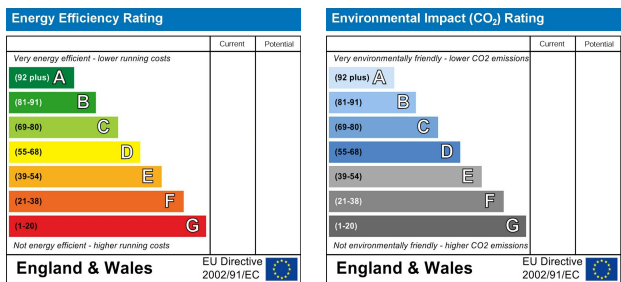 Energy Efficiency Rating
Current Potential
Very energy efficient - lower running costs
(92 plus) A
(81-91) B
(69-80) C
(55-68) D
(39-54) E
(21-38) F
(1-20) G
Not energy efficient - higher running costs
England & Wales
EU Directive
2002/91/EC
Environmental Impact (CO₂) Rating
Current Potential
Very environmentally friendly - lower CO2 emissions
(92 plus) A
(81-91) B
(69-80) C
(55-68) D
(39-54) E
(21-38) F
(1-20) G
Not environmentally friendly - higher CO2 emissions
England & Wales
EU Directive
2002/91/EC